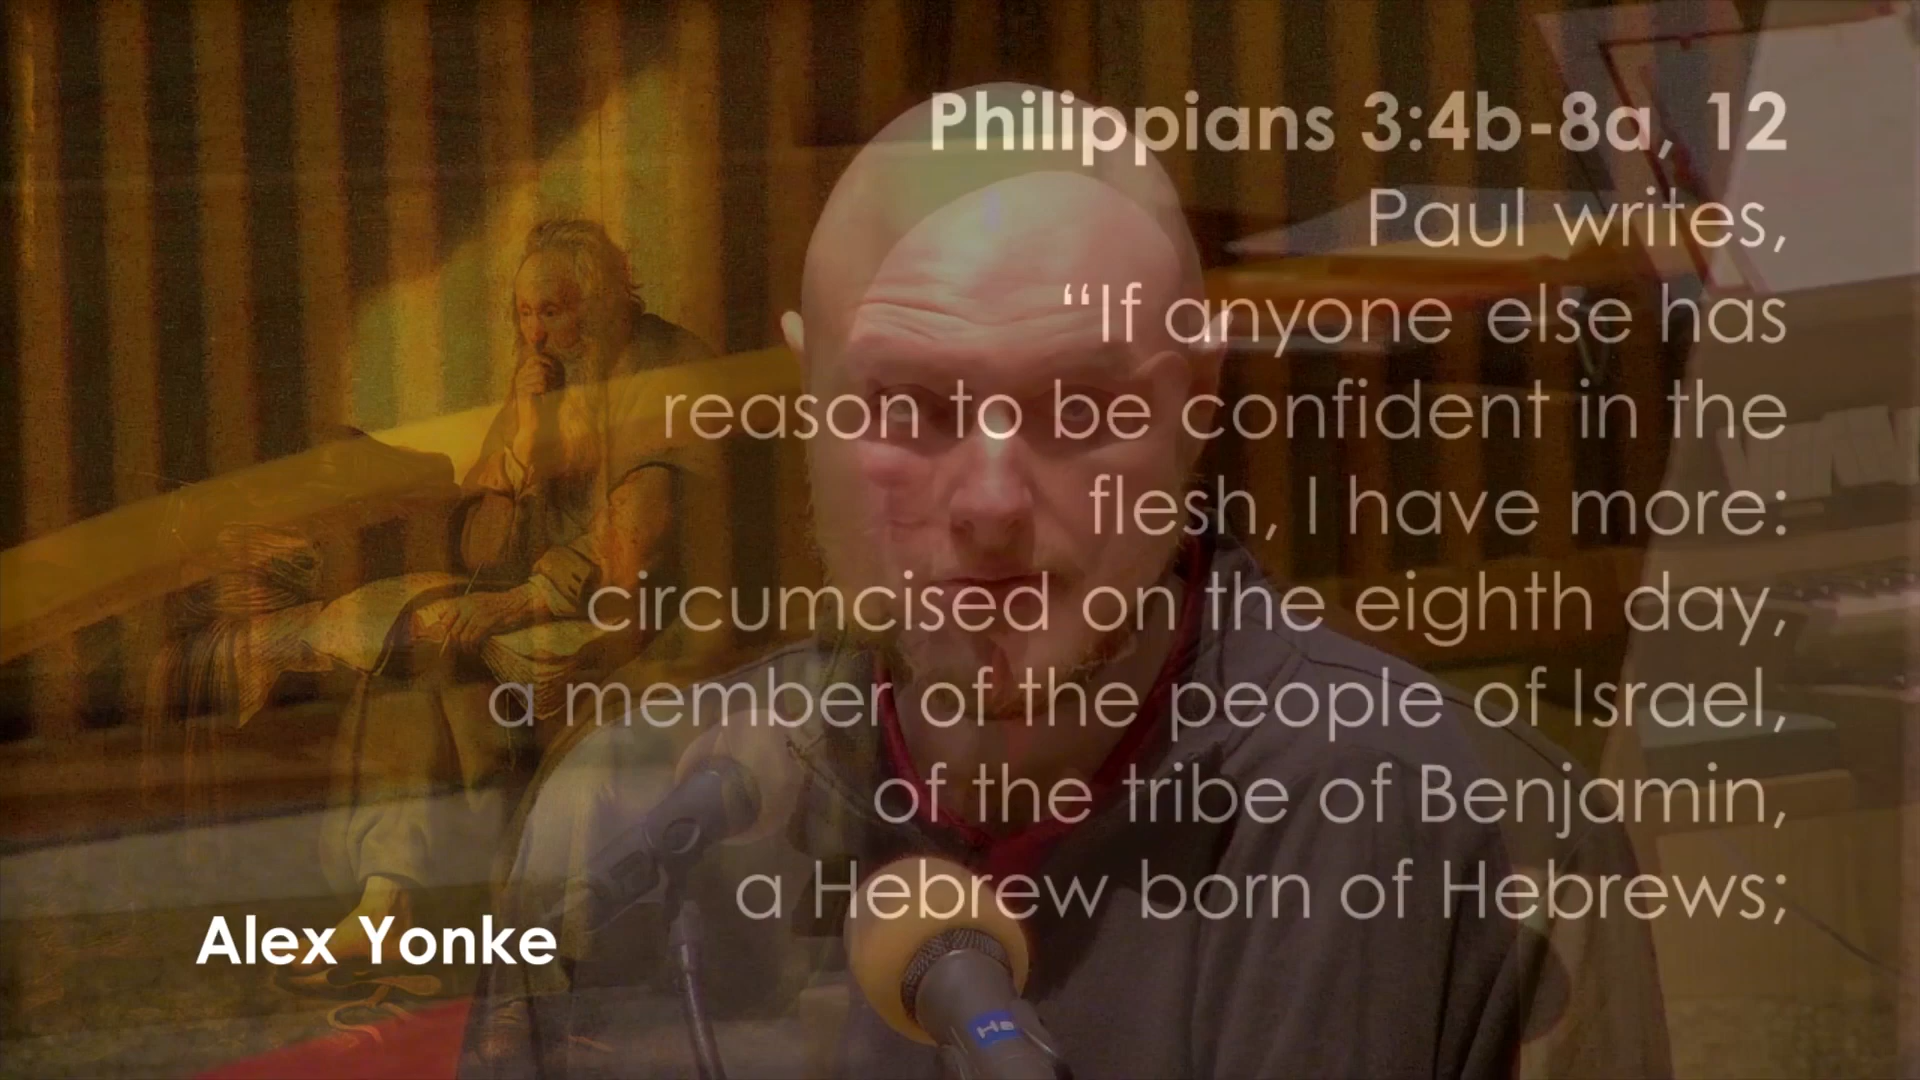 Philippians 3:4b-8a, 12
Paul writes,
“If anyone else has
reason to be confident in the
flesh, I have more:
circumcised on the eighth day,
a member of the people of Israel,
of the tribe of Benjamin,
a Hebrew born of Hebrews;
Alex Yonke
Ha